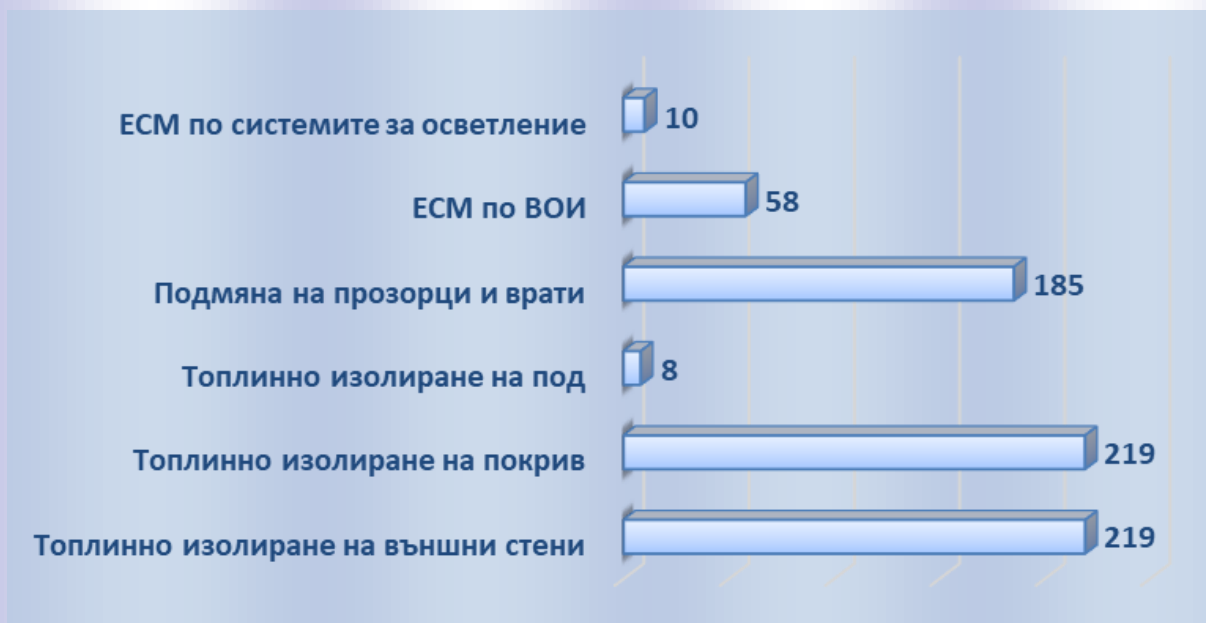 ЕСМ по системите за осветление 10
ЕСМ по ВОИ 58
Подмяна на прозорци и врати 185
Топлинно изолиране на под 8
Топлинно изолиране на покрив 219
Топлинно изолиране на външни стени 219